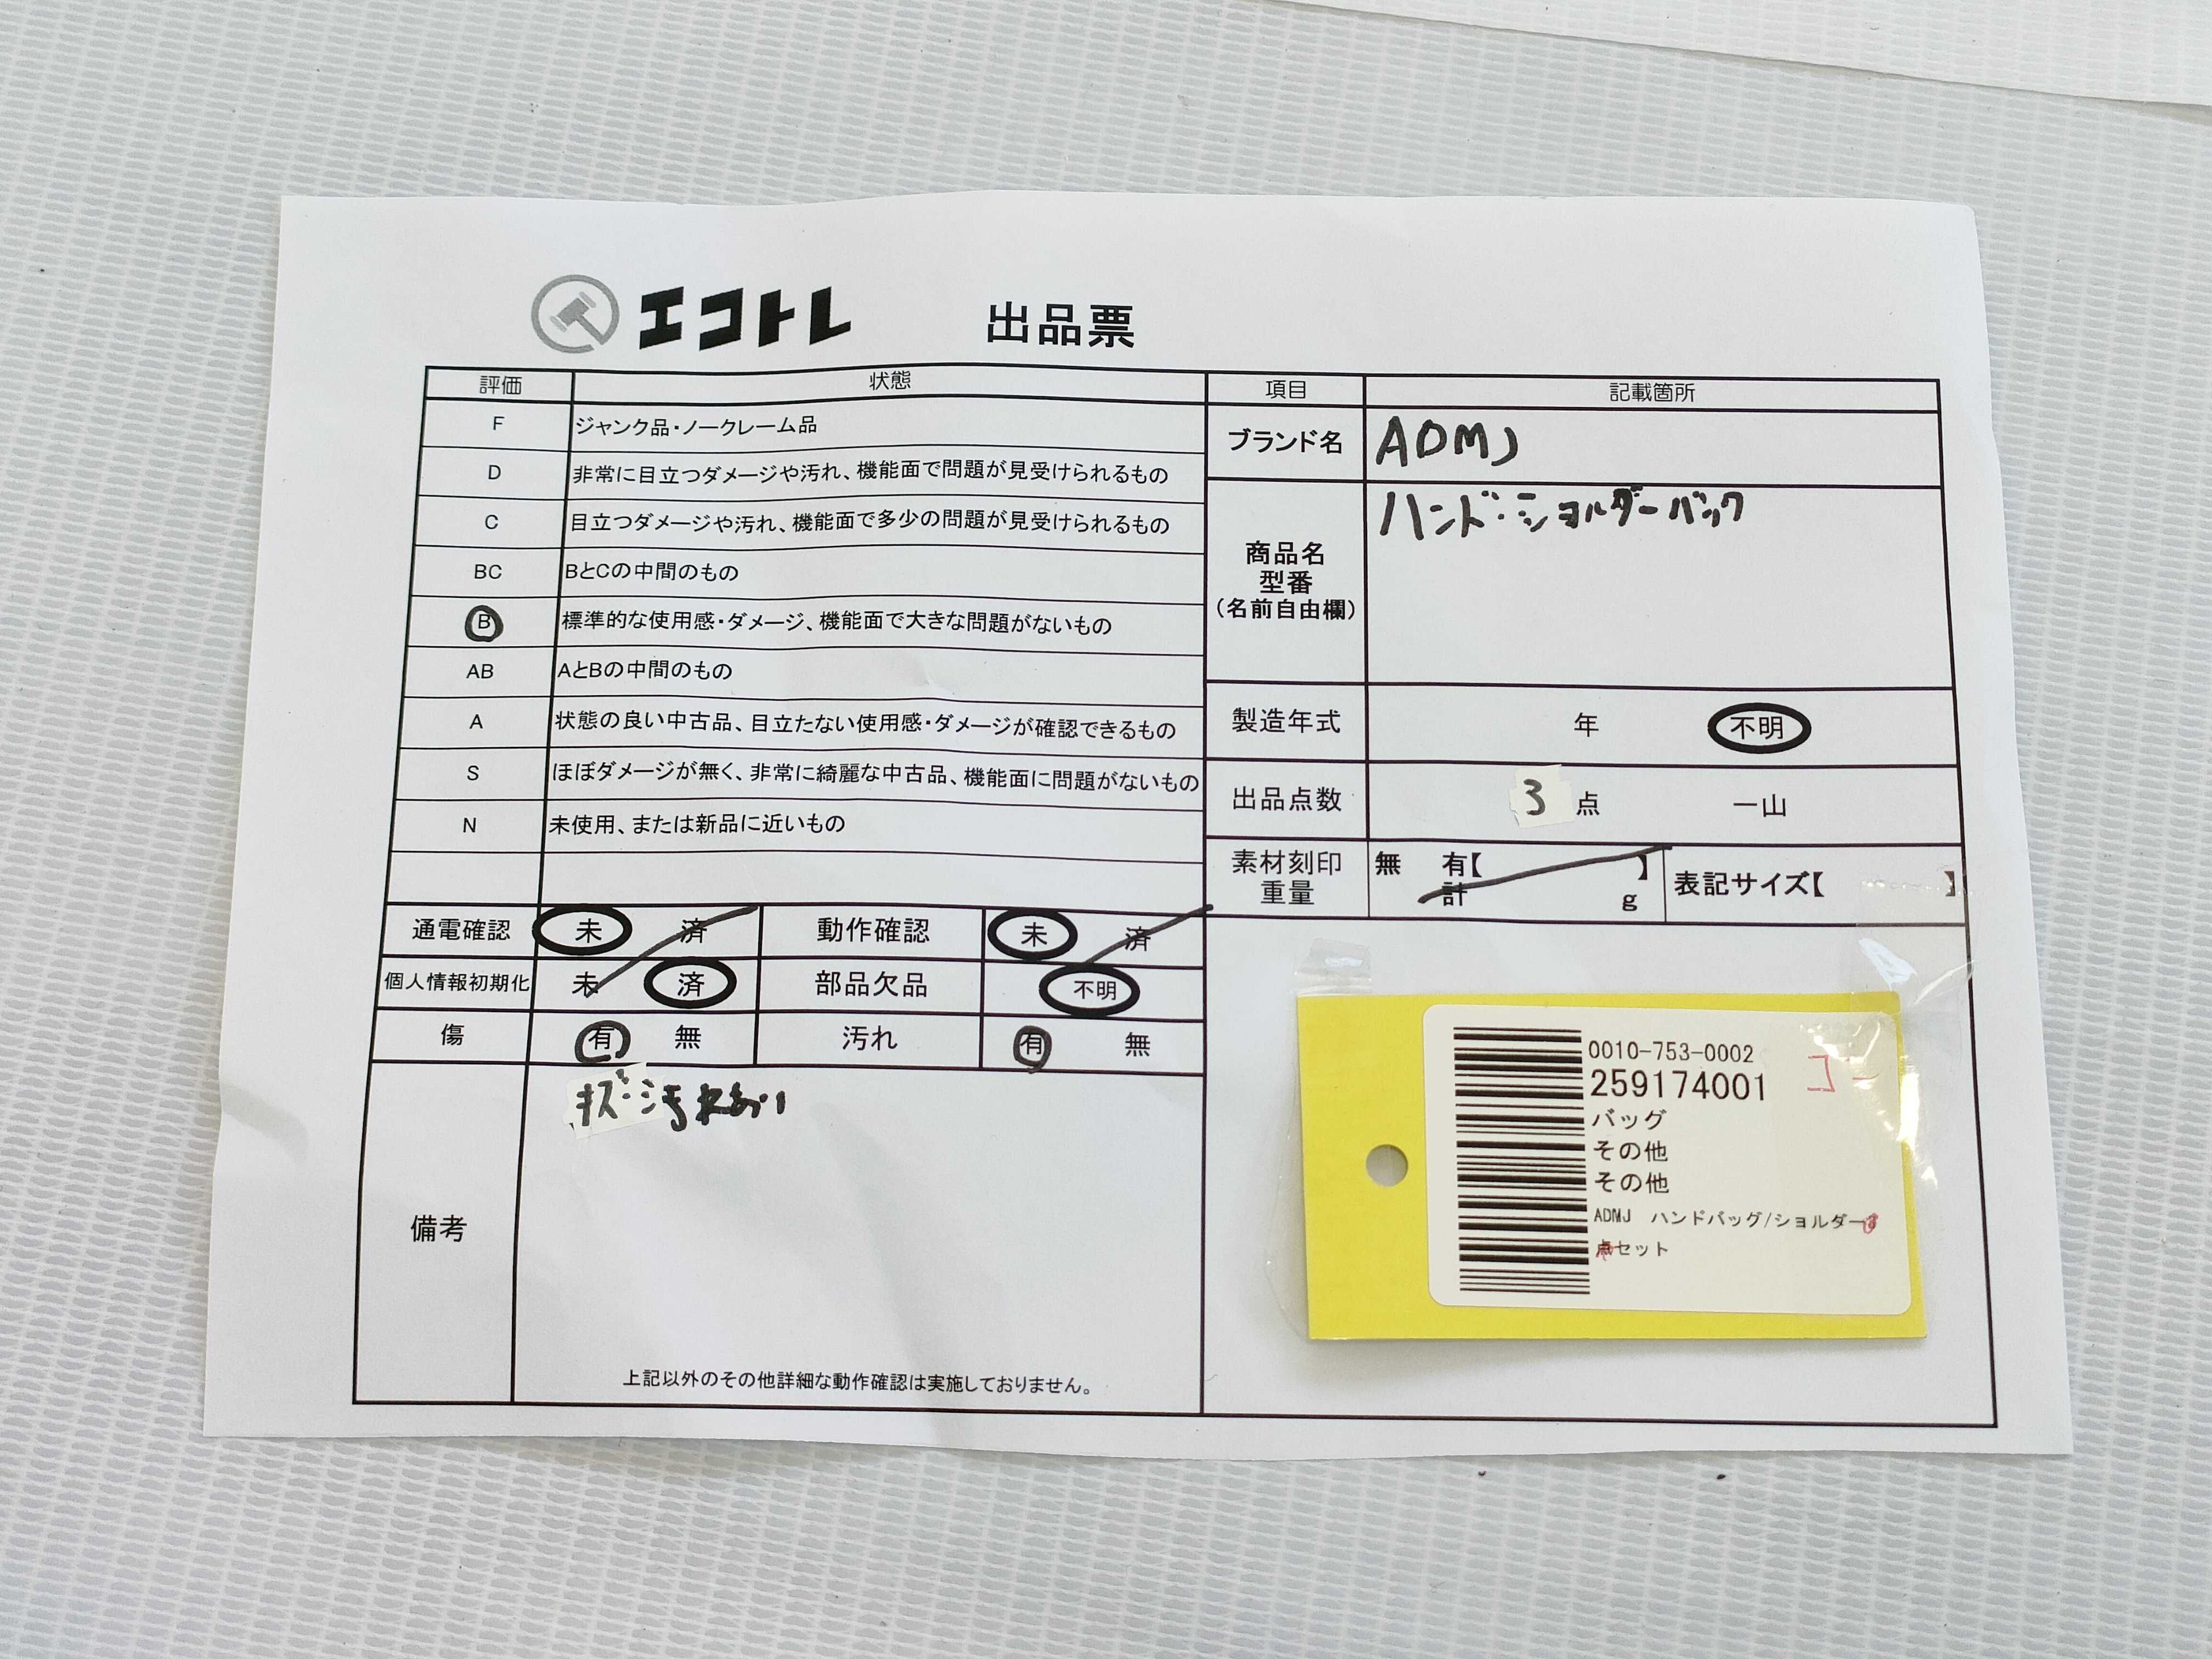 エコトレ 出品票
評価 状態
F ジャンク品・ノークレーム品
D 非常に目立つダメージや汚れ、機能面で問題が見受けられるもの
C 目立つダメージや汚れ、機能面で多少の問題が見受けられるもの
BC BとCの中間のもの
B 標準的な使用感・ダメージ、機能面で大きな問題がないもの
AB AとBの中間のもの
A 状態の良い中古品、目立たない使用感・ダメージが確認できるもの
S ほぼダメージが無く、非常に綺麗な中古品、機能面に問題がないもの
N 未使用、または新品に近いもの
通電確認 未 済 動作確認 未 済
個人情報初期化 未 済 部品欠品 不明
傷 有 無 汚れ 有 無
備考
キズ・汚れあり
上記以外のその他詳細な動作確認は実施しておりません。
項目 記載箇所
ブランド名 ADMJ
商品名
型番
(名前自由欄)
ハンド・ショルダーバック
製造年式 年 不明
出品点数 3 点 一山
素材刻印 無 有【 】
重量 計 g
表記サイズ【 】
0010-753-0002
259174001
バッグ
その他
その他
ADMJ ハンドバッグ/ショルダー
点セット